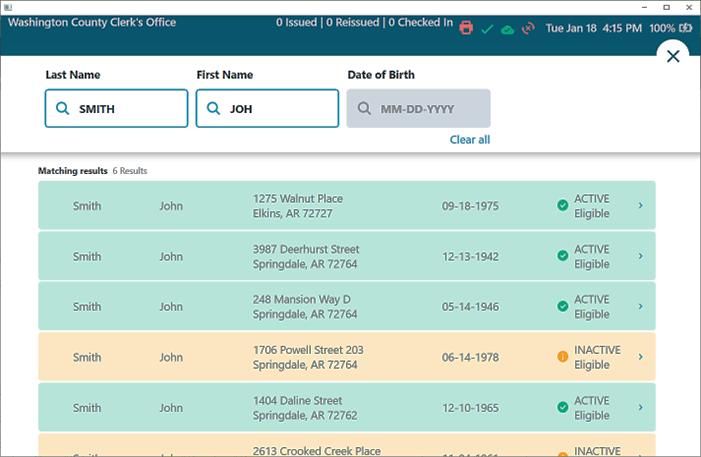 Washington County Clerk's Office 0 Issued | 0 Reissued | 0 Checked In Tue Jan 18 4:15 PM 100%
Last Name First Name Date of Birth
SMITH JOH MM-DD-YYYY
Clear all
Matching results 6 Results
Smith John 1275 Walnut Place 09-18-1975 ACTIVE
Elkins, AR 72727 Eligible
Smith John 3987 Deerhurst Street 12-13-1942 ACTIVE
Springdale, AR 72764 Eligible
Smith John 248 Mansion Way D 05-14-1946 ACTIVE
Springdale, AR 72764 Eligible
Smith John 1706 Powell Street 203 06-14-1978 INACTIVE
Springdale, AR 72764 Eligible
Smith John 1404 Daline Street 12-10-1965 ACTIVE
Springdale, AR 72762 Eligible
2613 Crooked Creek Place INACTIVE